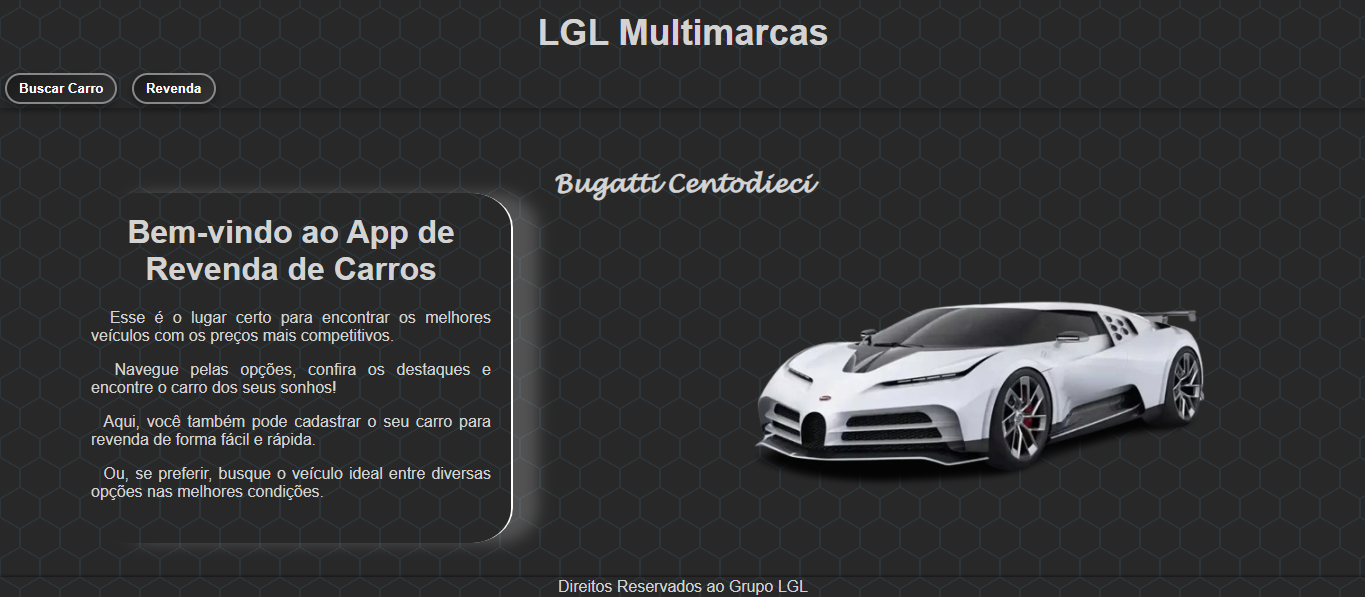 LGL Multimarcas
Buscar Carro
Revenda
Bugatti Centodieci
Bem-vindo ao App de
Revenda de Carros
Esse é o lugar certo para encontrar os melhores
veículos com os preços mais competitivos.
Navegue pelas opções, confira os destaques e
encontre o carro dos seus sonhos!
Aqui, você também pode cadastrar o seu carro para
revenda de forma fácil e rápida.
Ou, se preferir, busque o veículo ideal entre diversas
opções nas melhores condições.
Direitos Reservados ao Grupo LGL